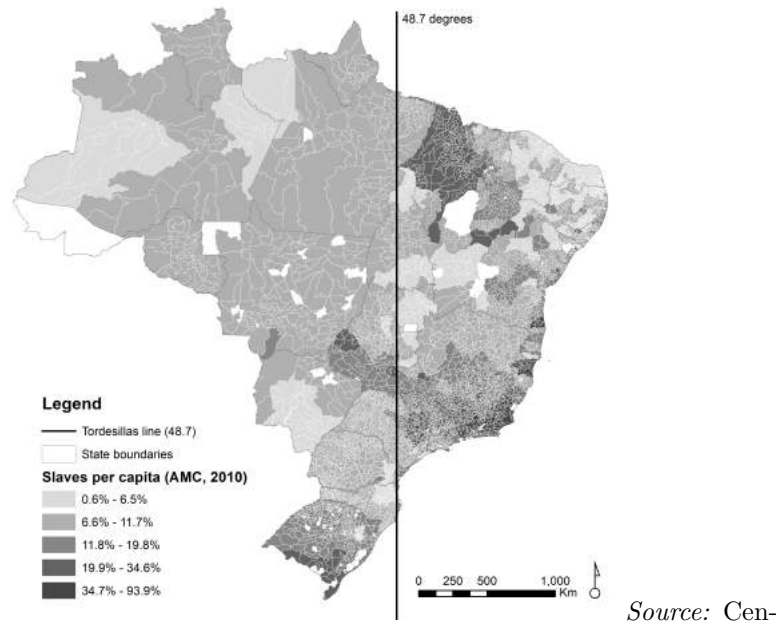 48.7 degrees
Legend
Tordesillas line (48.7)
State boundaries
Slaves per capita (AMC, 2010)
0.6% - 6.5%
6.6% - 11.7%
11.8% - 19.8%
19.9% - 34.6%
34.7% - 93.9%
0 250 500 1,000
Km
Source: Cen-